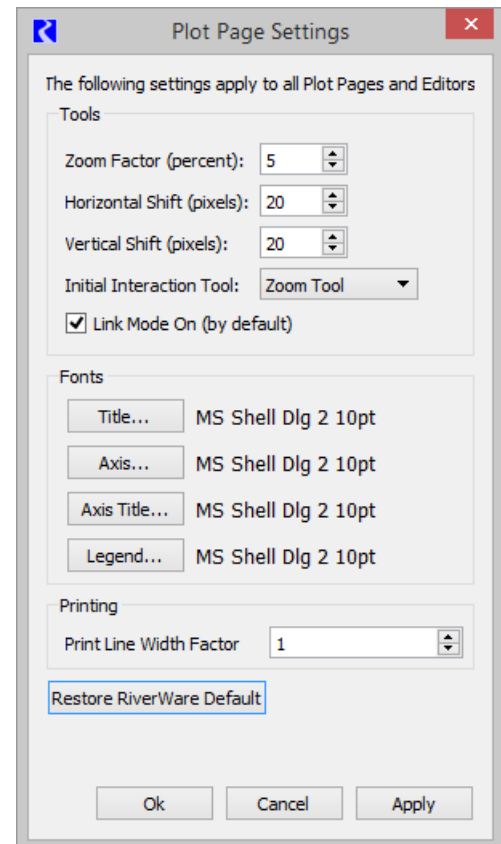 Plot Page Settings
The following settings apply to all Plot Pages and Editors
Tools
Zoom Factor (percent): 5
Horizontal Shift (pixels): 20
Vertical Shift (pixels): 20
Initial Interaction Tool: Zoom Tool
Link Mode On (by default)
Fonts
Title... MS Shell Dlg 2 10pt
Axis... MS Shell Dlg 2 10pt
Axis Title... MS Shell Dlg 2 10pt
Legend... MS Shell Dlg 2 10pt
Printing
Print Line Width Factor 1
Restore RiverWare Default
Ok Cancel Apply